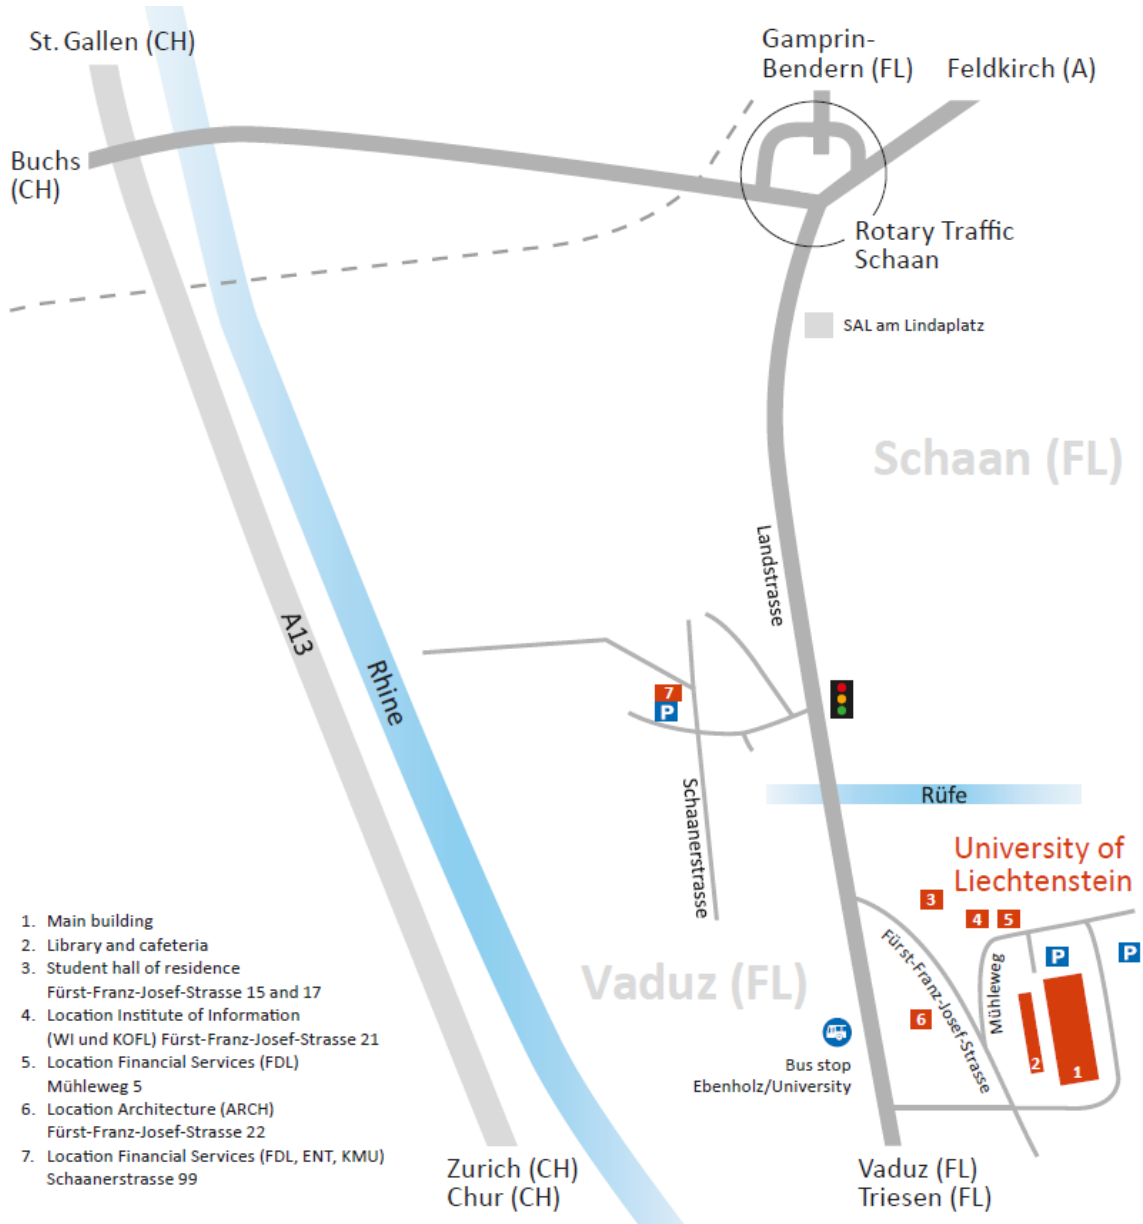 St. Gallen (CH)
Gamprin-
Bendern (FL)
Feldkirch (A)
Buchs
(CH)
Rotary Traffic
Schaan
SAL am Lindaplatz
Schaan (FL)
Landstrasse
A13
Rhine
7
P
Schaanerstrasse
Rüfe
University of
Liechtenstein
3
4
5
P
P
Fürst-Franz-Josef-Strasse
Mühleweg
6
2
1
Vaduz (FL)
Bus stop
Ebenholz/University
1. Main building
2. Library and cafeteria
3. Student hall of residence
Fürst-Franz-Josef-Strasse 15 and 17
4. Location Institute of Information
(WI und KOFL) Fürst-Franz-Josef-Strasse 21
5. Location Financial Services (FDL)
Mühleweg 5
6. Location Architecture (ARCH)
Fürst-Franz-Josef-Strasse 22
7. Location Financial Services (FDL, ENT, KMU)
Schaanerstrasse 99
Zurich (CH)
Chur (CH)
Vaduz (FL)
Triesen (FL)